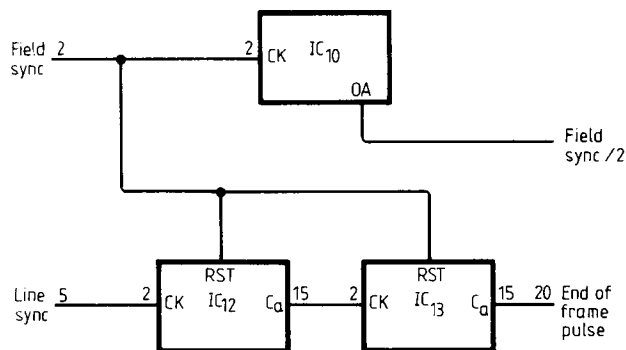 Field 2
sync
2 CK IC10
OA
Field
sync/2
RST
RST
Line 5
sync
2 CK IC12 Ca 15
2 CK IC13 Ca 15
20 End of
frame
pulse